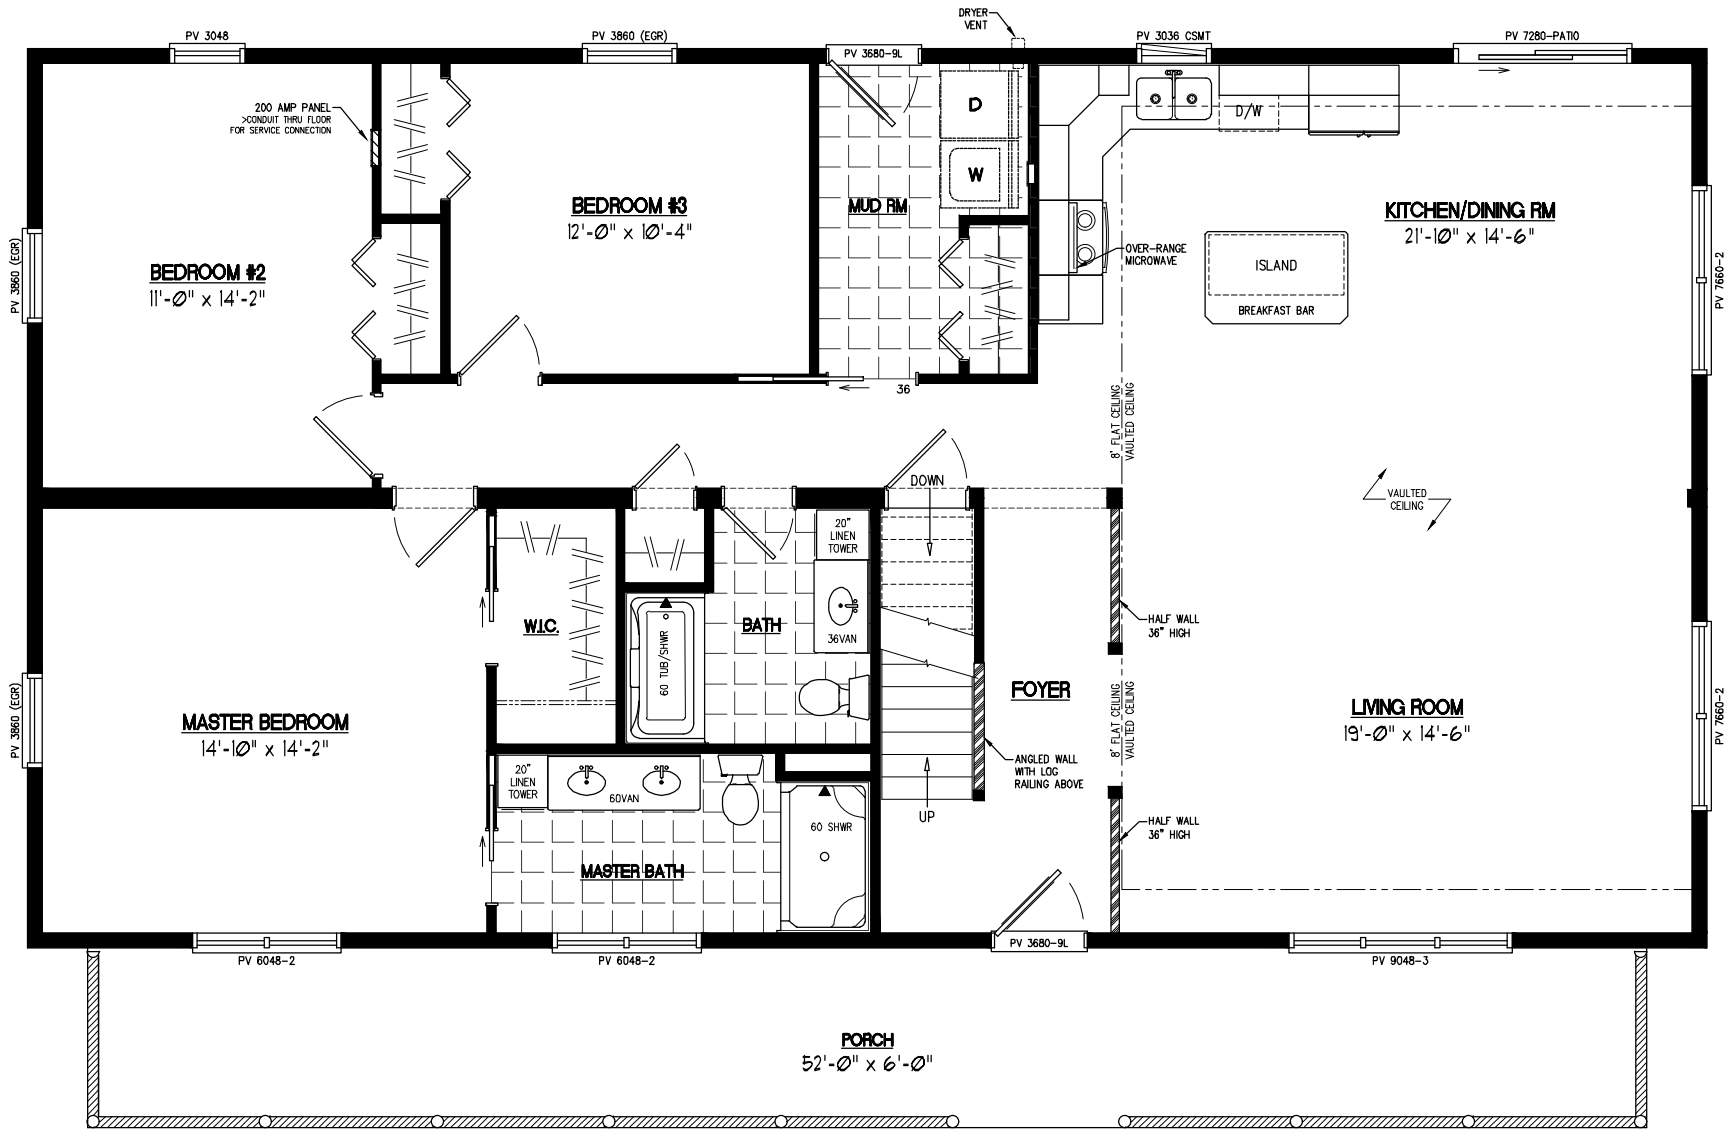 DRYER
VENT
PV 3048
PV 3860 (EGR)
PV 3680-9L
PV 3036 CSMT
PV 7280-PATIO
200 AMP PANEL
>CONDUIT THRU FLOOR
FOR SERVICE CONNECTION
D
D/W
W
BEDROOM #3
12'-0" x 10'-4"
MUD RM
KITCHEN/DINING RM
21'-10" x 14'-6"
OVER-RANGE
MICROWAVE
ISLAND
BREAKFAST BAR
BEDROOM #2
11'-0" x 14'-2"
PV 3860 (EGR)
PV 7660-2
36
8' FLAT CEILING
VAULTED CEILING
DOWN
VAULTED
CEILING
20"
LINEN
TOWER
W.I.C.
60 TUB/SHWR
BATH
36VAN
HALF WALL
36" HIGH
FOYER
8' FLAT CEILING
VAULTED CEILING
LIVING ROOM
19'-0" x 14'-6"
MASTER BEDROOM
14'-10" x 14'-2"
PV 3860 (EGR)
PV 7660-2
20"
LINEN
TOWER
60VAN
ANGLED WALL
WITH LOG
RAILING ABOVE
UP
60 SHWR
HALF WALL
36" HIGH
MASTER BATH
PV 6048-2
PV 6048-2
PV 3680-9L
PV 9048-3
PORCH
52'-0" x 6'-0"